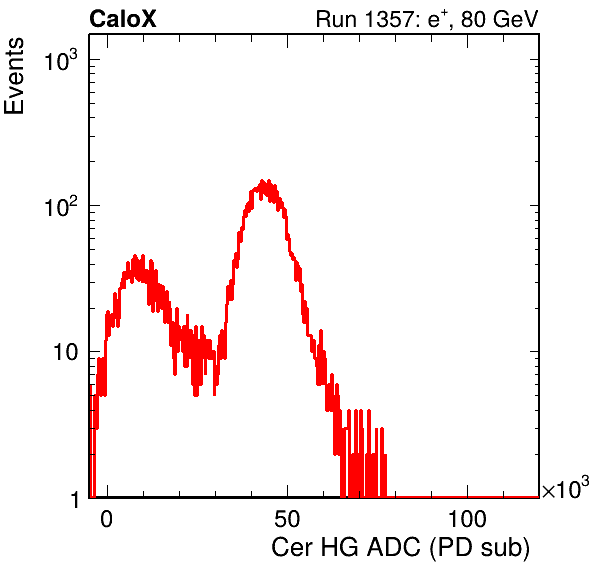 CaloX Run 1357: e⁺, 80 GeV
Events
10³
10²
10
1
0 50 100 ×10³
Cer HG ADC (PD sub)